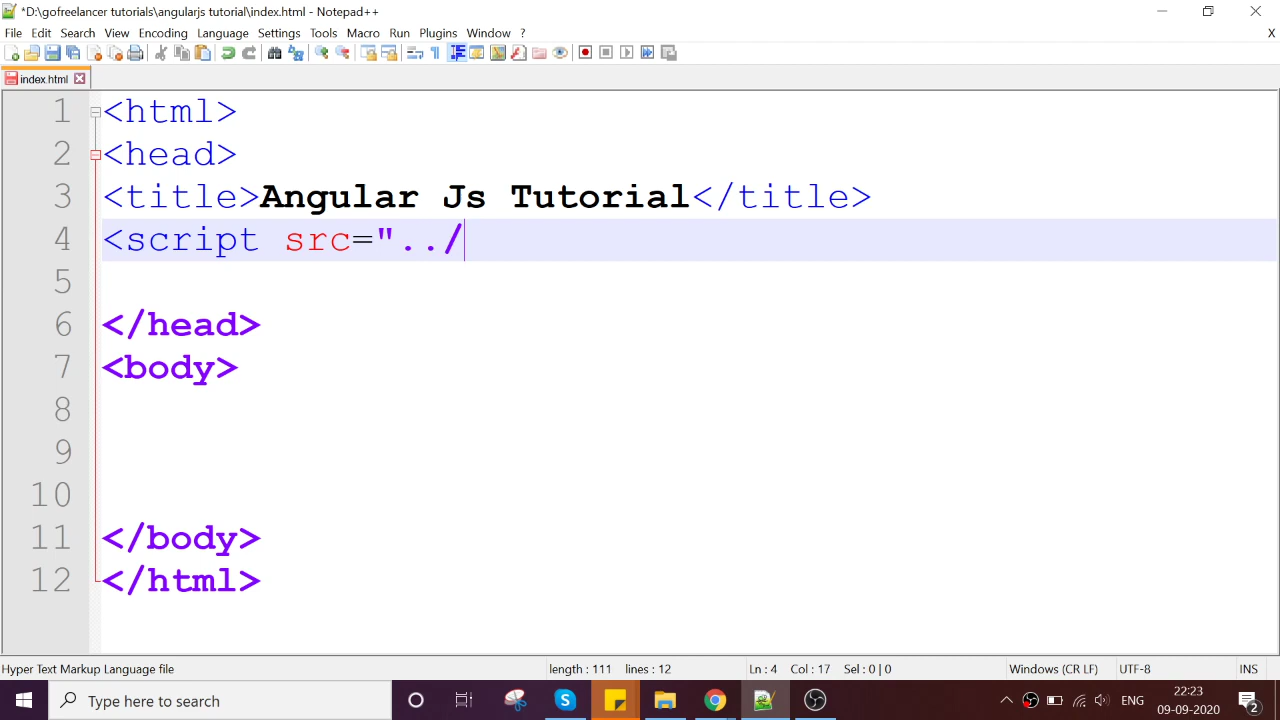 *D:\gofreelancer tutorials\angularjs tutorial\index.html - Notepad++
File Edit Search View Encoding Language Settings Tools Macro Run Plugins Window ? X
index.html
1 <html>
2 <head>
3 <title>Angular Js Tutorial</title>
4 <script src="../
5
6 </head>
7 <body>
8
9
10
11 </body>
12 </html>
Hyper Text Markup Language file length : 111 lines : 12 Ln : 4 Col : 17 Sel : 0 | 0 Windows (CR LF) UTF-8 INS
Type here to search ENG 22:23
09-09-2020 2